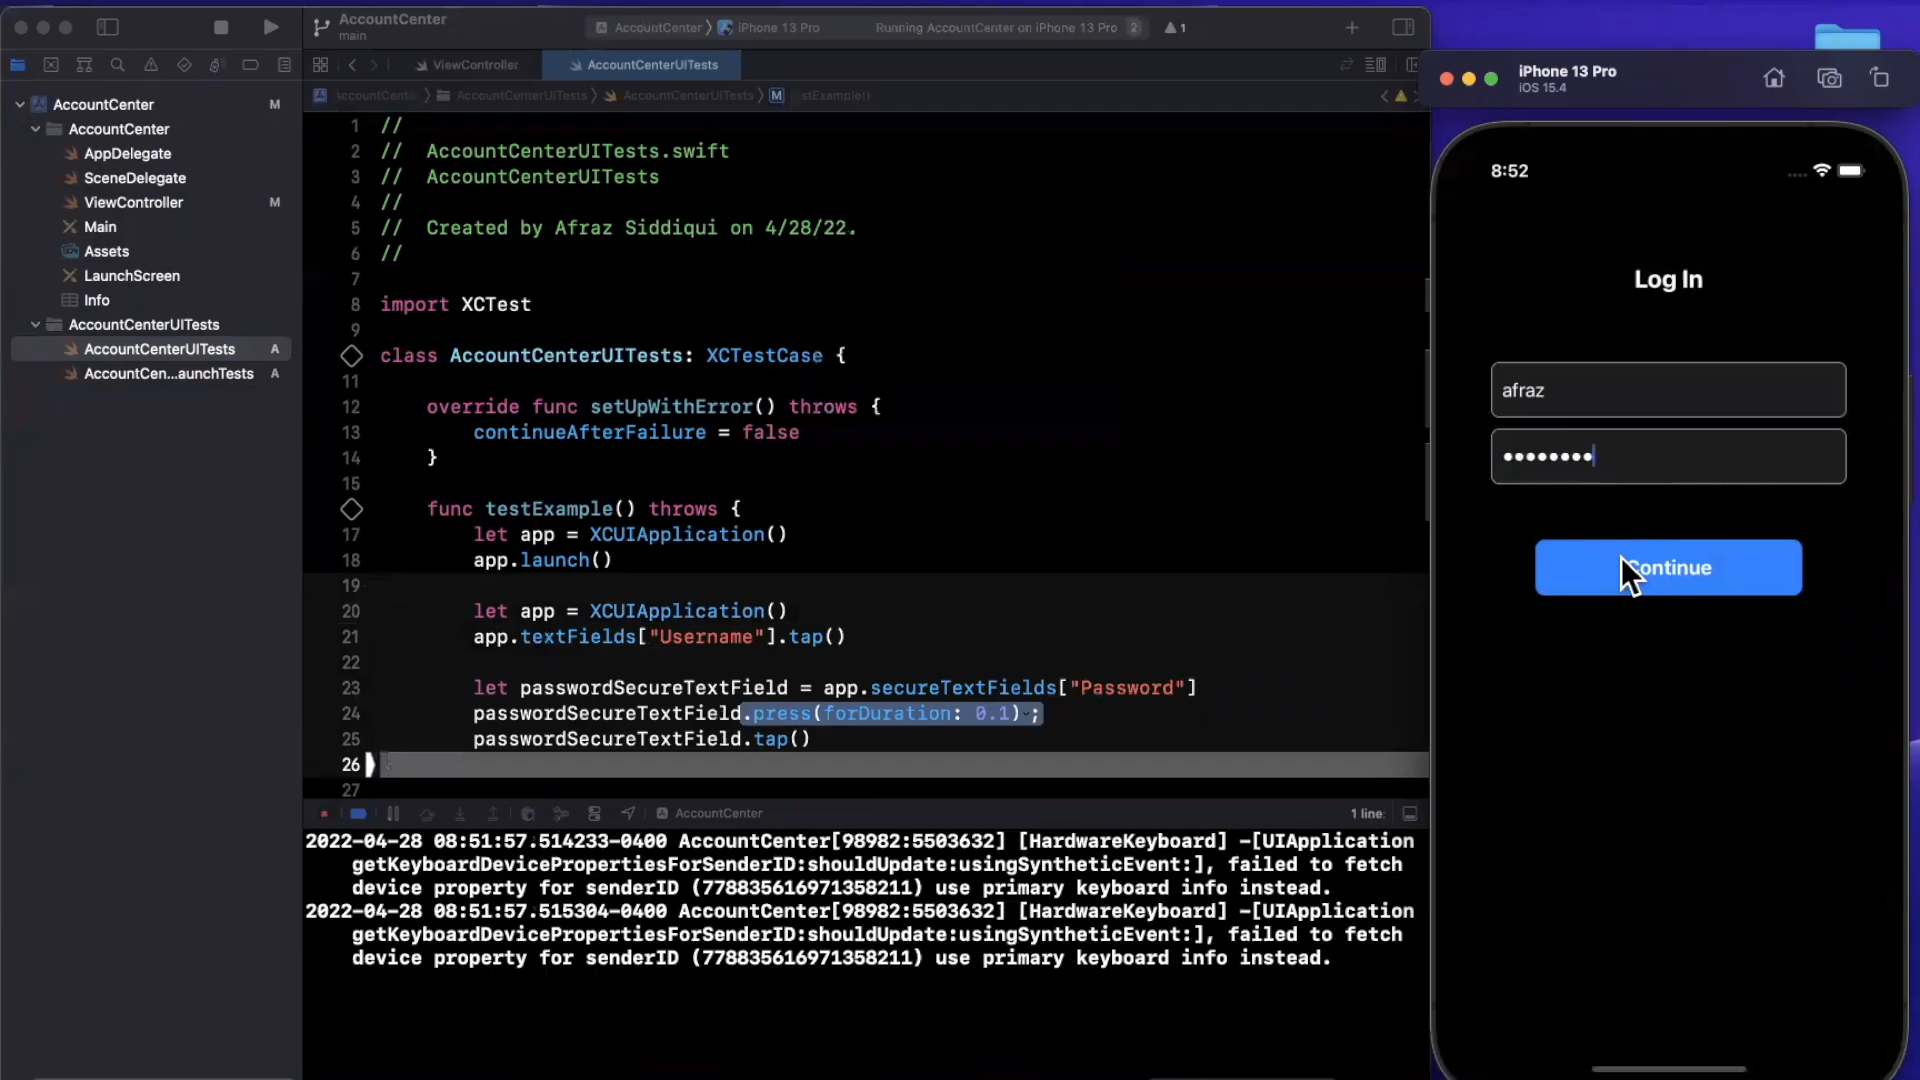 AccountCenter
main
AccountCenter
iPhone 13 Pro
Running AccountCenter on iPhone 13 Pro
2
1
ViewController
AccountCenterUITests
AccountCenterUITests
AccountCenterUITests
M
AccountCenter
M
AccountCenter
AppDelegate
SceneDelegate
ViewController
M
Main
Assets
LaunchScreen
Info
AccountCenterUITests
AccountCenterUITests
A
AccountCen...aunchTests
A
1 //
2 // AccountCenterUITests.swift
3 // AccountCenterUITests
4 //
5 // Created by Afraz Siddiqui on 4/28/22.
6 //
7
8 import XCTest
9
class AccountCenterUITests: XCTestCase {
11
12 override func setUpWithError() throws {
13 continueAfterFailure = false
14 }
15
func testExample() throws {
17 let app = XCUIApplication()
18 app.launch()
19
20 let app = XCUIApplication()
21 app.textFields["Username"].tap()
22
23 let passwordSecureTextField = app.secureTextFields["Password"]
24 passwordSecureTextField.press(forDuration: 0.1) ;
25 passwordSecureTextField.tap()
26
27
AccountCenter
1 line
2022-04-28 08:51:57.514233-0400 AccountCenter[98982:5503632] [HardwareKeyboard] -[UIApplication
getKeyboardDevicePropertiesForSenderID:shouldUpdate:usingSyntheticEvent:], failed to fetch
device property for senderID (778835616971358211) use primary keyboard info instead.
2022-04-28 08:51:57.515304-0400 AccountCenter[98982:5503632] [HardwareKeyboard] -[UIApplication
getKeyboardDevicePropertiesForSenderID:shouldUpdate:usingSyntheticEvent:], failed to fetch
device property for senderID (778835616971358211) use primary keyboard info instead.
iPhone 13 Pro
iOS 15.4
8:52
Log In
afraz
••••••••
Continue